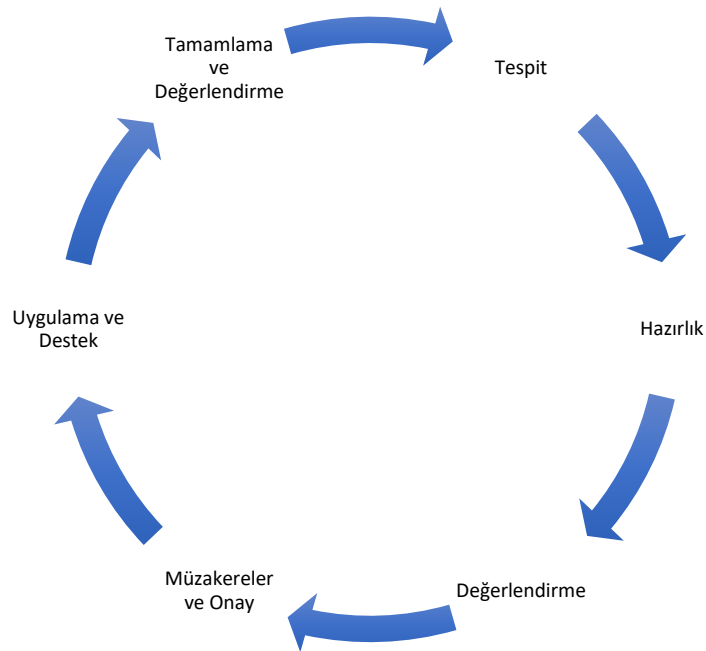 Tamamlama
ve
Değerlendirme
Tespit
Hazırlık
Değerlendirme
Müzakereler
ve Onay
Uygulama ve
Destek